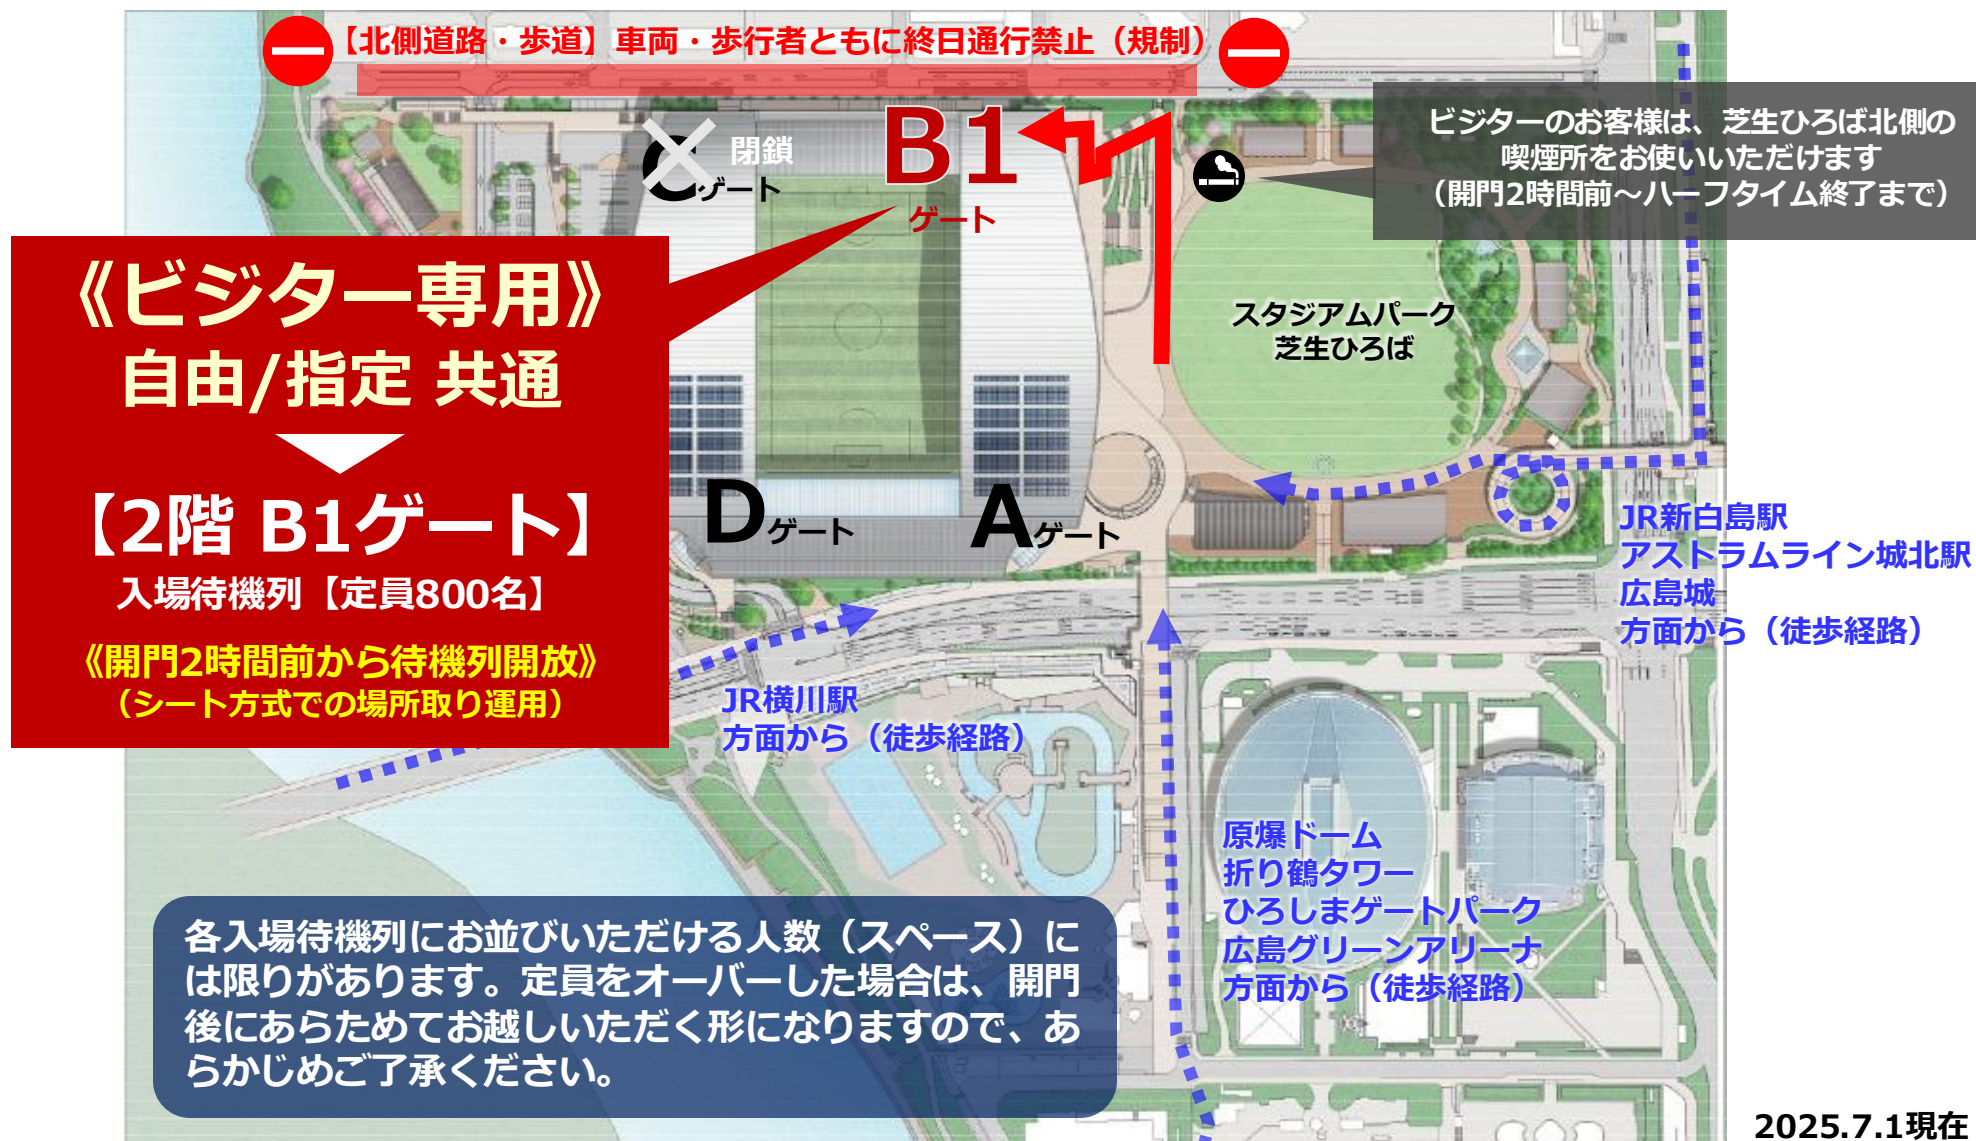 【北側道路・歩道】車両・歩行者ともに終日通行禁止（規制）
ビジターのお客様は、芝生ひろば北側の
喫煙所をお使いいただけます
（開門2時間前～ハーフタイム終了まで）
C 閉鎖
ゲート
B1
ゲート
《ビジター専用》
自由/指定 共通
【2階 B1ゲート】
入場待機列【定員800名】
《開門2時間前から待機列開放》
（シート方式での場所取り運用）
スタジアムパーク
芝生ひろば
Dゲート
Aゲート
JR新白島駅
アストラムライン城北駅
広島城
方面から（徒歩経路）
JR横川駅
方面から（徒歩経路）
原爆ドーム
折り鶴タワー
ひろしまゲートパーク
広島グリーンアリーナ
方面から（徒歩経路）
各入場待機列にお並びいただける人数（スペース）に
は限りがあります。定員をオーバーした場合は、開門
後にあらためてお越しいただく形になりますので、あ
らかじめご了承ください。
2025.7.1現在